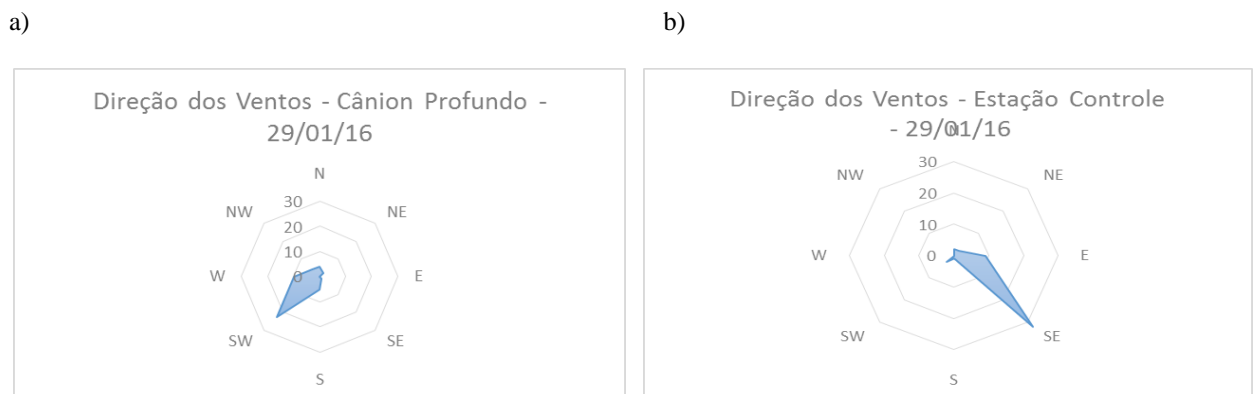 a)
b)
Direção dos Ventos - Cânion Profundo -
29/01/16
N
NE
E
SE
S
SW
W
NW
30
20
10
0
Direção dos Ventos - Estação Controle
- 29/01/16
N
NE
E
SE
S
SW
W
NW
30
20
10
0